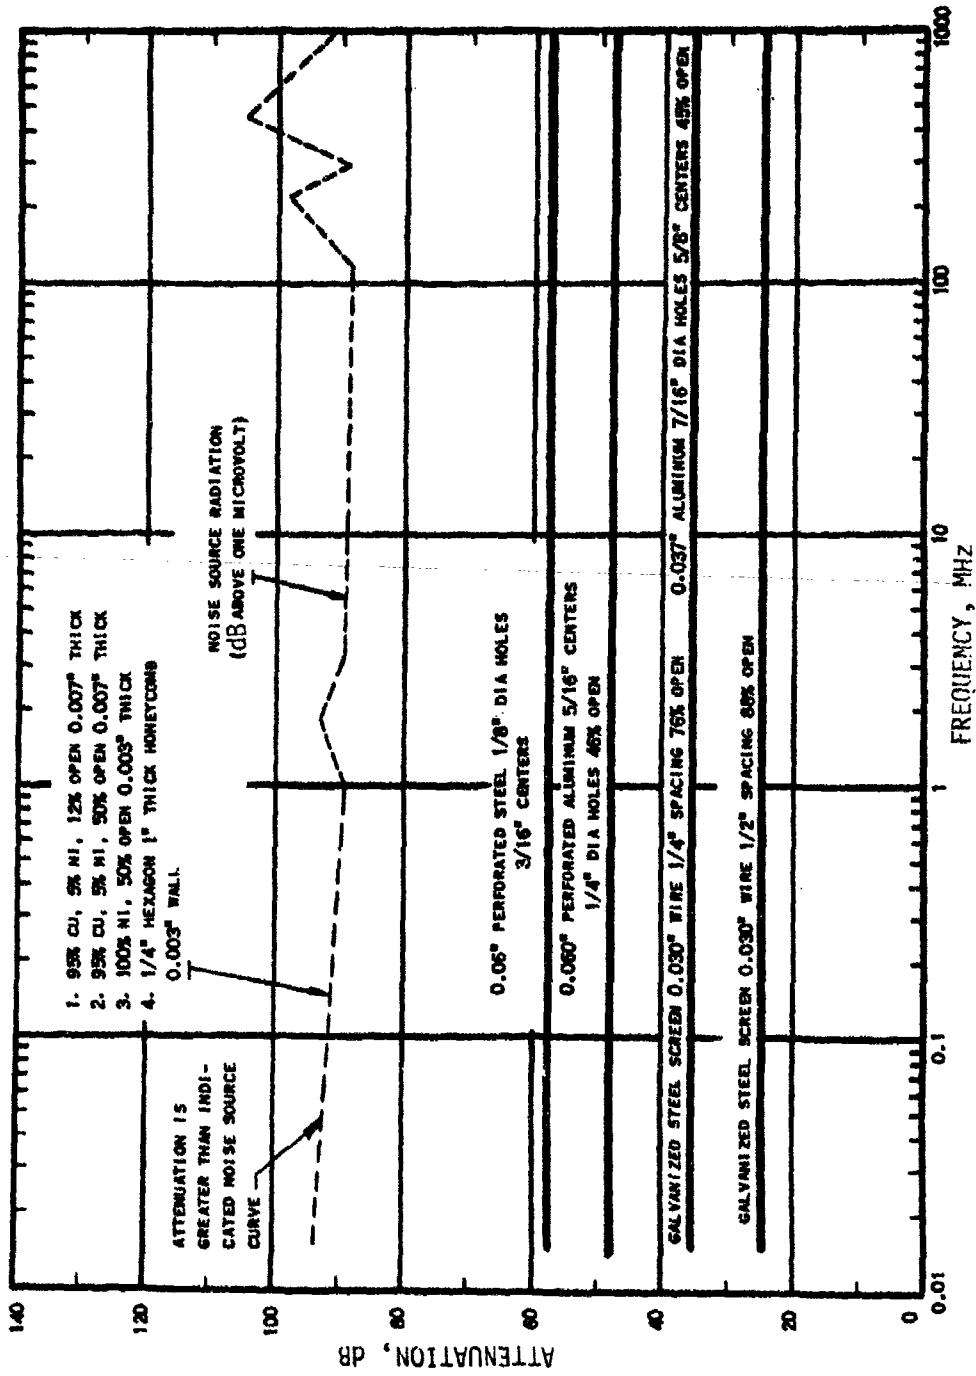 140
120
100
80
60
40
20
0
ATTENUATION, dB
0.01
0.1
1
10
100
1000
FREQUENCY, MHz
1. 95% CU, 5% NI, 12% OPEN 0.007" THICK
2. 95% CU, 5% NI, 50% OPEN 0.007" THICK
3. 100% NI, 50% OPEN 0.003" THICK
4. 1/4" HEXAGON 1" THICK HONEYCOMB
0.003" WALL
ATTENUATION IS
GREATER THAN INDI-
CATED NOISE SOURCE
CURVE
NOISE SOURCE RADIATION
(dB ABOVE ONE MICROVOLT)
0.06" PERFORATED STEEL 1/8" DIA HOLES
3/16" CENTERS
0.060" PERFORATED ALUMINUM 5/16" CENTERS
1/4" DIA HOLES 46% OPEN
GALVANIZED STEEL SCREEN 0.030" WIRE 1/4" SPACING 76% OPEN
0.037" ALUMINUM 7/16" DIA HOLES 5/8" CENTERS 45% OPEN
GALVANIZED STEEL SCREEN 0.030" WIRE 1/2" SPACING 88% OPEN